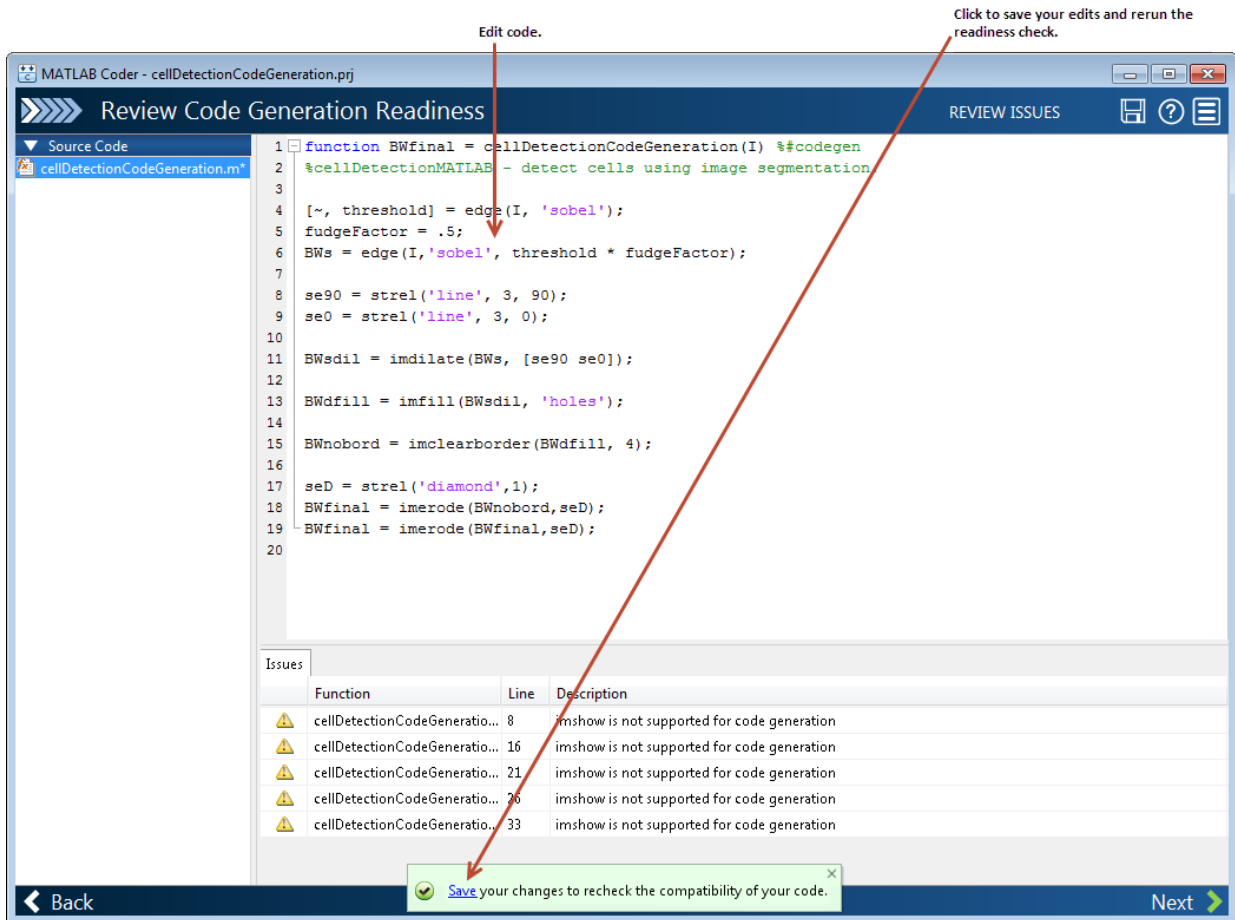 Click to save your edits and rerun the
readiness check.
Edit code.
MATLAB Coder - cellDetectionCodeGeneration.prj
Review Code Generation Readiness
REVIEW ISSUES
Source Code
cellDetectionCodeGeneration.m*
1 function BWfinal = cellDetectionCodeGeneration(I) %#codegen
2 %cellDetectionMATLAB - detect cells using image segmentation.
3
4 [~, threshold] = edge(I, 'sobel');
5 fudgeFactor = .5;
6 BWs = edge(I,'sobel', threshold * fudgeFactor);
7
8 se90 = strel('line', 3, 90);
9 se0 = strel('line', 3, 0);
10
11 BWsdil = imdilate(BWs, [se90 se0]);
12
13 BWdfill = imfill(BWsdil, 'holes');
14
15 BWnobord = imclearborder(BWdfill, 4);
16
17 seD = strel('diamond',1);
18 BWfinal = imerode(BWnobord,seD);
19 BWfinal = imerode(BWfinal,seD);
20
Issues
Function Line Description
cellDetectionCodeGeneratio... 8 imshow is not supported for code generation
cellDetectionCodeGeneratio... 16 imshow is not supported for code generation
cellDetectionCodeGeneratio... 21 imshow is not supported for code generation
cellDetectionCodeGeneratio... 26 imshow is not supported for code generation
cellDetectionCodeGeneratio... 33 imshow is not supported for code generation
Save your changes to recheck the compatibility of your code.
Back
Next